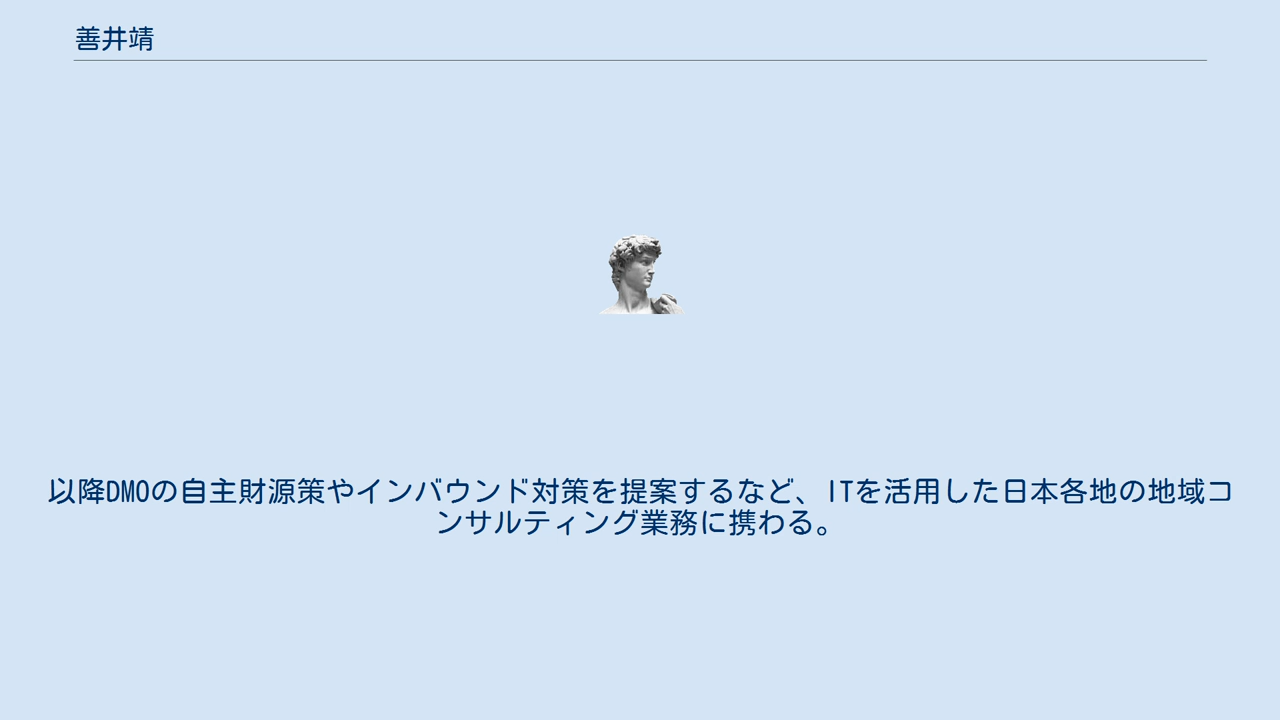 善井靖
以降DMOの自主財源策やインバウンド対策を提案するなど、ITを活用した日本各地の地域コ
ンサルティング業務に携わる。